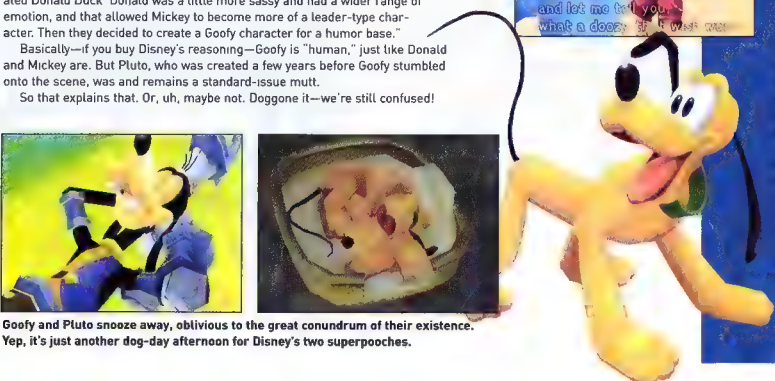 ated Donald Duck Donald was a little more sassy and had a wider range of
emotion, and that allowed Mickey to become more of a leader-type char-
acter. Then they decided to create a Goofy character for a humor base."
Basically—if you buy Disney's reasoning—Goofy is "human," just like Donald
and Mickey are. But Pluto, who was created a few years before Goofy stumbled
onto the scene, was and remains a standard-issue mutt.
So that explains that. Or, uh, maybe not. Doggone it—we're still confused!
and let me tell you,
what a doozy that was
Goofy and Pluto snooze away, oblivious to the great conundrum of their existence.
Yep, it's just another dog-day afternoon for Disney's two superpooches.